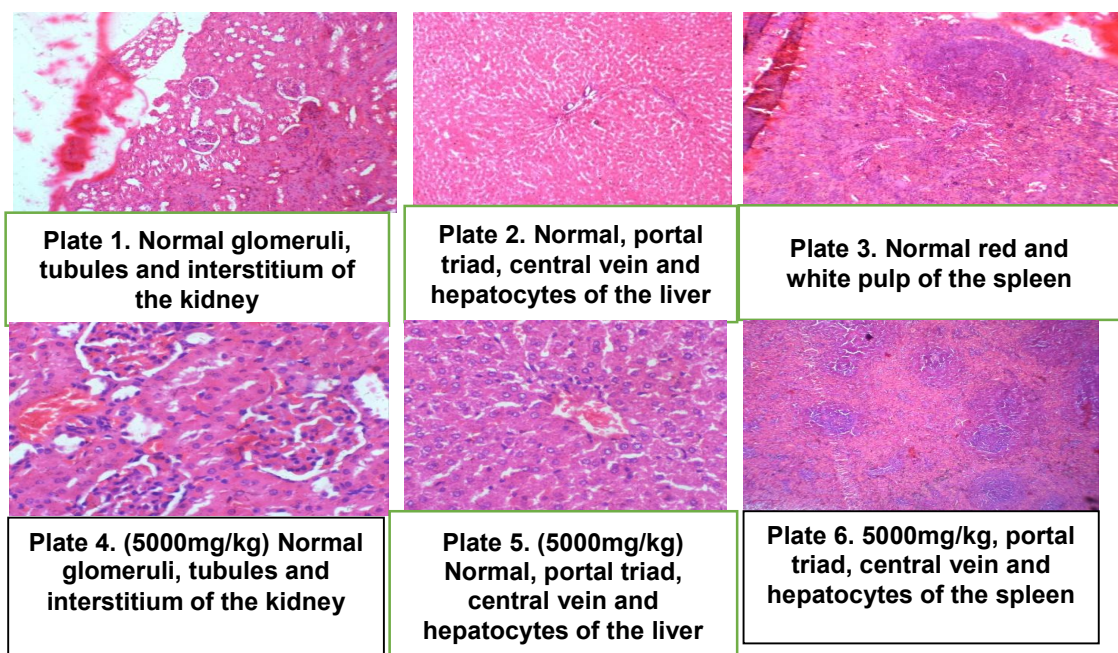 Plate 1. Normal glomeruli,
tubules and interstitium of
the kidney
Plate 2. Normal, portal
triad, central vein and
hepatocytes of the liver
Plate 3. Normal red and
white pulp of the spleen
Plate 4. (5000mg/kg) Normal
glomeruli, tubules and
interstitium of the kidney
Plate 5. (5000mg/kg)
Normal, portal triad,
central vein and
hepatocytes of the liver
Plate 6. 5000mg/kg, portal
triad, central vein and
hepatocytes of the spleen